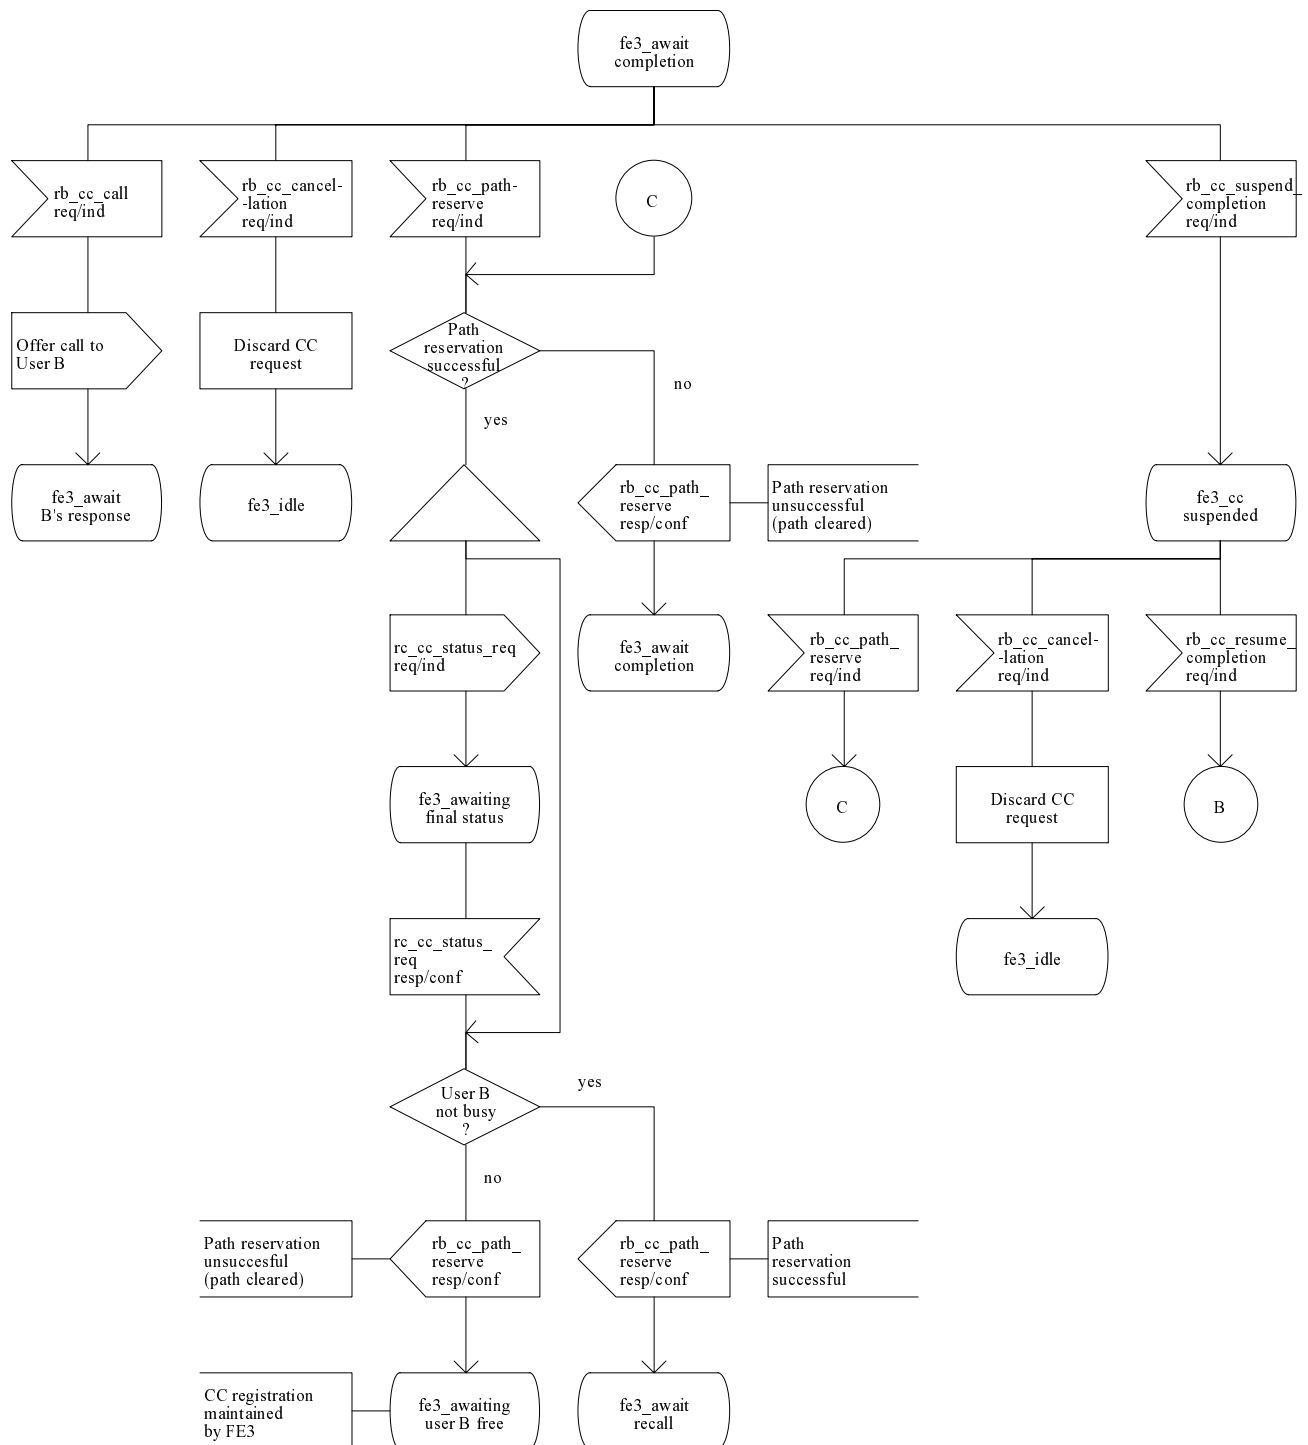 fe3_await
completion
rb_cc_call
req/ind
rb_cc_cancel-
-lation
req/ind
rb_cc_path-
reserve
req/ind
C
rb_cc_suspend_
completion
req/ind
Offer call to
User B
Discard CC
request
Path
reservation
successful
?
no
yes
fe3_await
B's response
fe3_idle
rb_cc_path_
reserve
resp/conf
Path reservation
unsuccessful
(path cleared)
fe3_cc
suspended
rc_cc_status_req
req/ind
fe3_await
completion
rb_cc_path_
reserve
req/ind
rb_cc_cancel-
-lation
req/ind
rb_cc_resume_
completion
req/ind
fe3_awaiting
final status
C
Discard CC
request
B
rc_cc_status_
req
resp/conf
fe3_idle
User B
not busy
?
yes
no
Path reservation
unsuccesful
(path cleared)
rb_cc_path_
reserve
resp/conf
rb_cc_path_
reserve
resp/conf
Path
reservation
successful
CC registration
maintained
by FE3
fe3_awaiting
user B free
fe3_await
recall